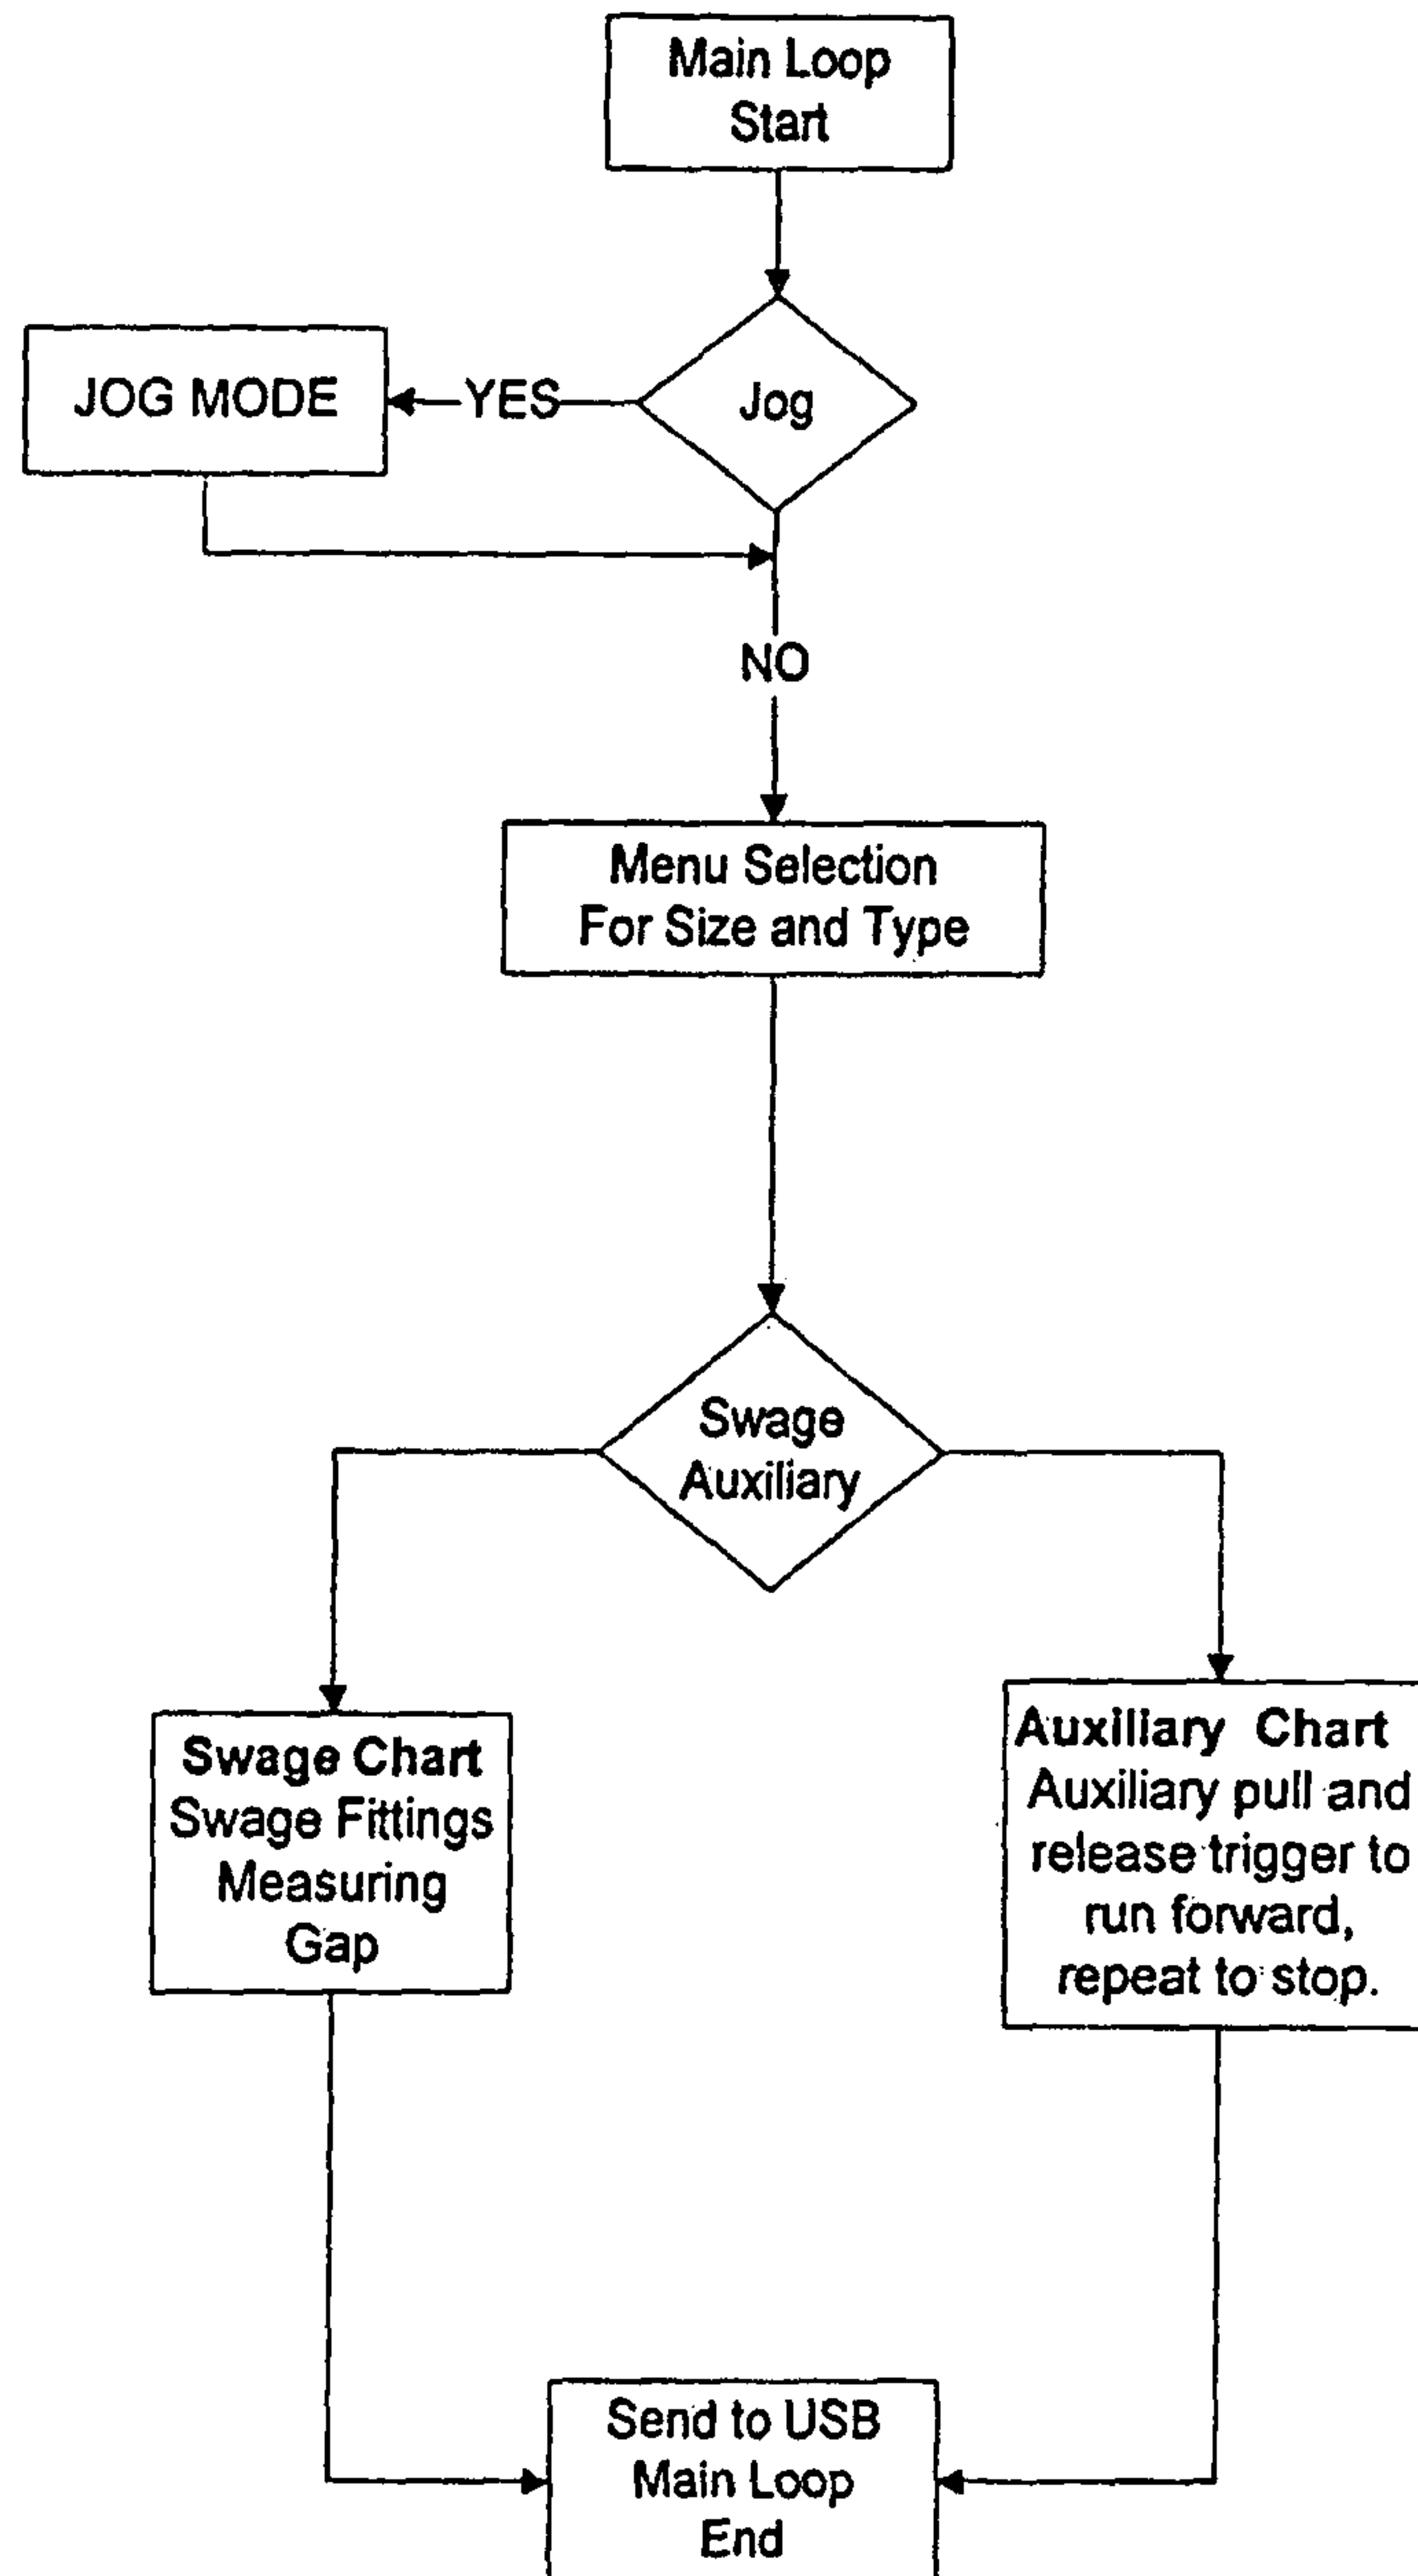 Main Loop
Start
Jog
YES
JOG MODE
NO
Menu Selection
For Size and Type
Swage
Auxiliary
Swage Chart
Swage Fittings
Measuring
Gap
Auxiliary Chart
Auxiliary pull and
release trigger to
run forward,
repeat to stop.
Send to USB
Main Loop
End